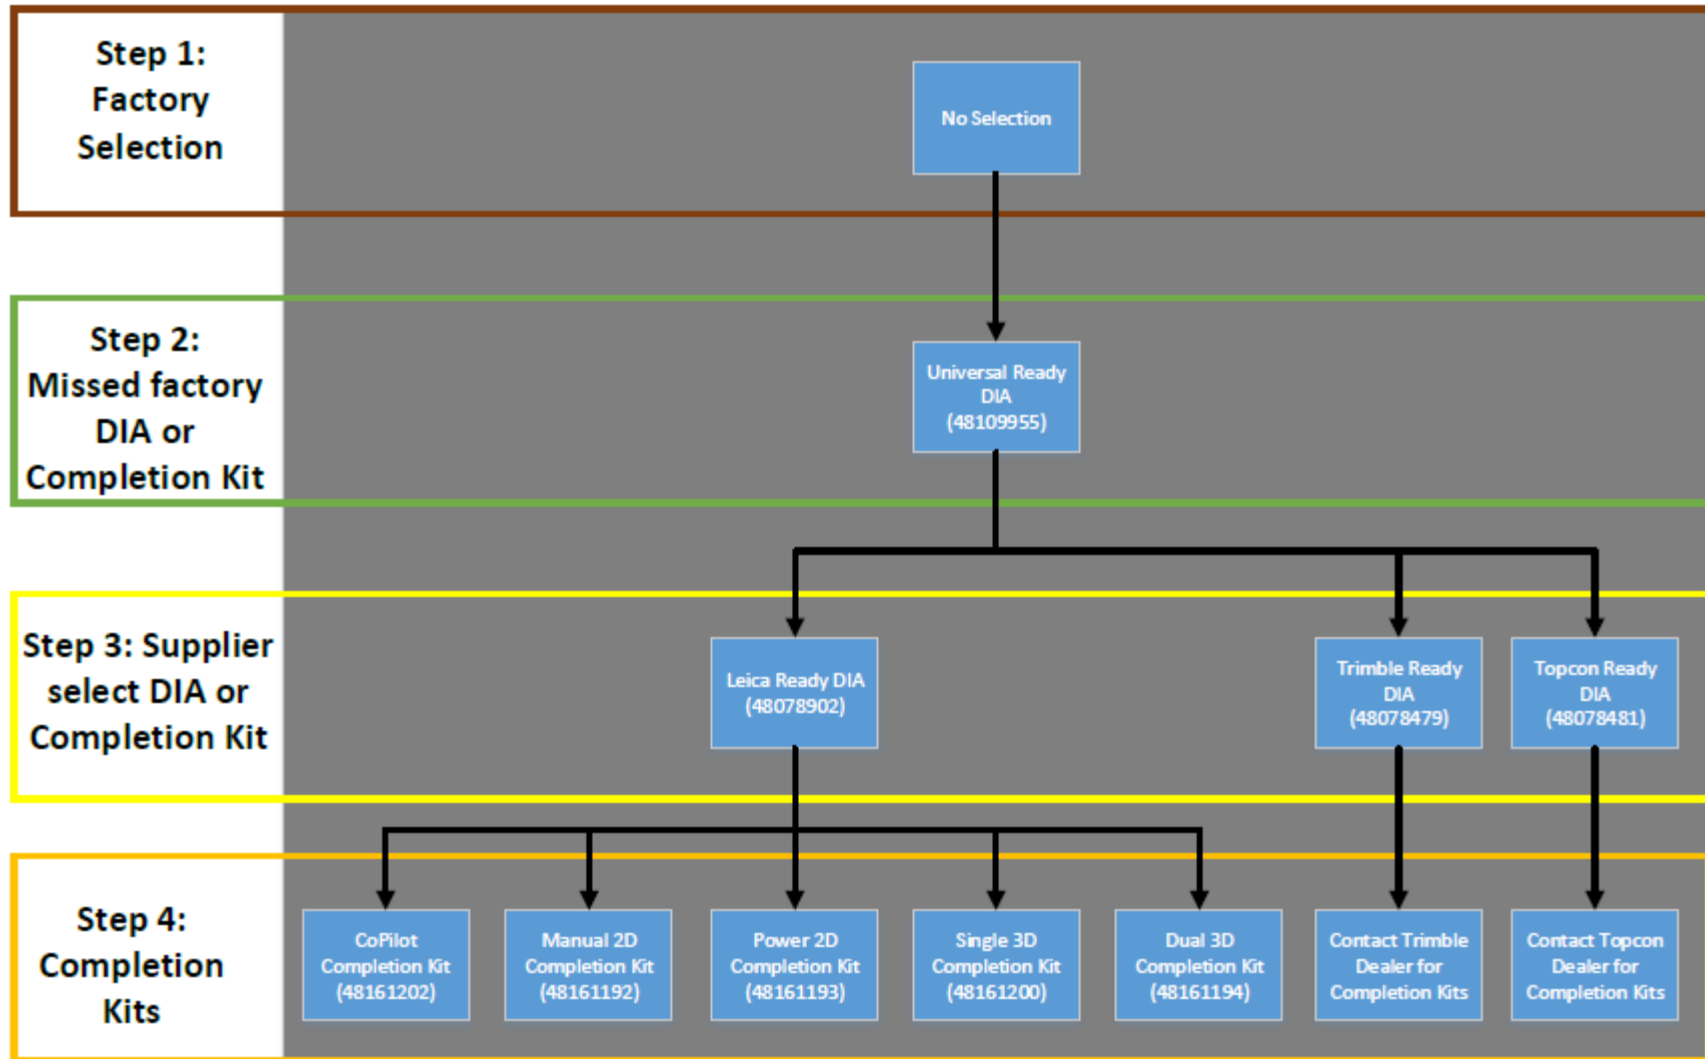 Step 1:
Factory
Selection
No Selection
Step 2:
Missed factory
DIA or
Completion Kit
Universal Ready
DIA
(48109955)
Step 3: Supplier
select DIA or
Completion Kit
Leica Ready DIA
(48078902)
Trimble Ready
DIA
(48078479)
Topcon Ready
DIA
(48078481)
Step 4:
Completion
Kits
CoPilot
Completion Kit
(48161202)
Manual 2D
Completion Kit
(48161192)
Power 2D
Completion Kit
(48161193)
Single 3D
Completion Kit
(48161200)
Dual 3D
Completion Kit
(48161194)
Contact Trimble
Dealer for
Completion Kits
Contact Topcon
Dealer for
Completion Kits